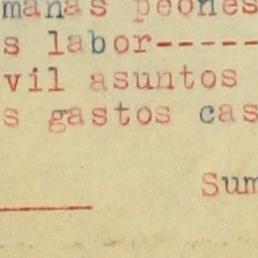 manas peones
s labor-----
vil asuntos
s gastos cas
Sum